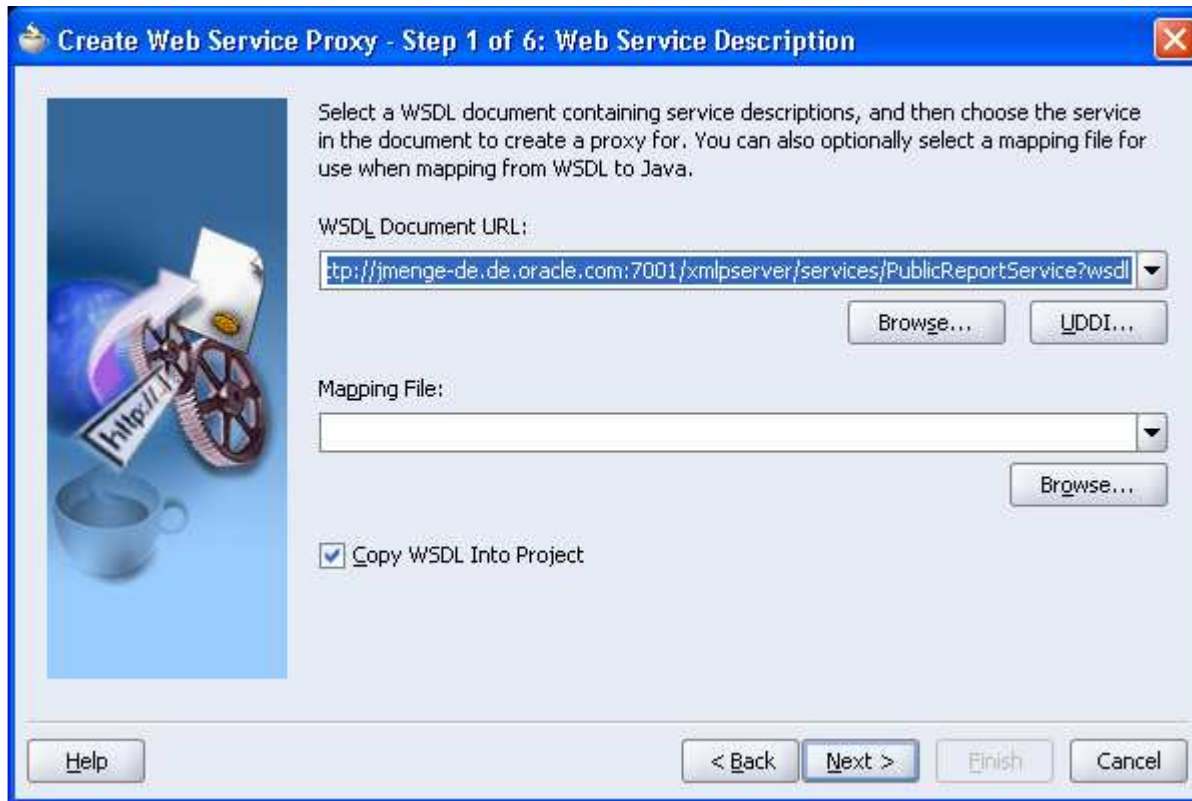 Create Web Service Proxy - Step 1 of 6: Web Service Description
Select a WSDL document containing service descriptions, and then choose the service
in the document to create a proxy for. You can also optionally select a mapping file for
use when mapping from WSDL to Java.
WSDL Document URL:
ttp://jmenge-de.de.oracle.com:7001/xmlpserver/services/PublicReportService?wsdl
Browse...
UDDI...
http://.
Mapping File:
Browse...
Copy WSDL Into Project
Help
< Back
Next >
Finish
Cancel